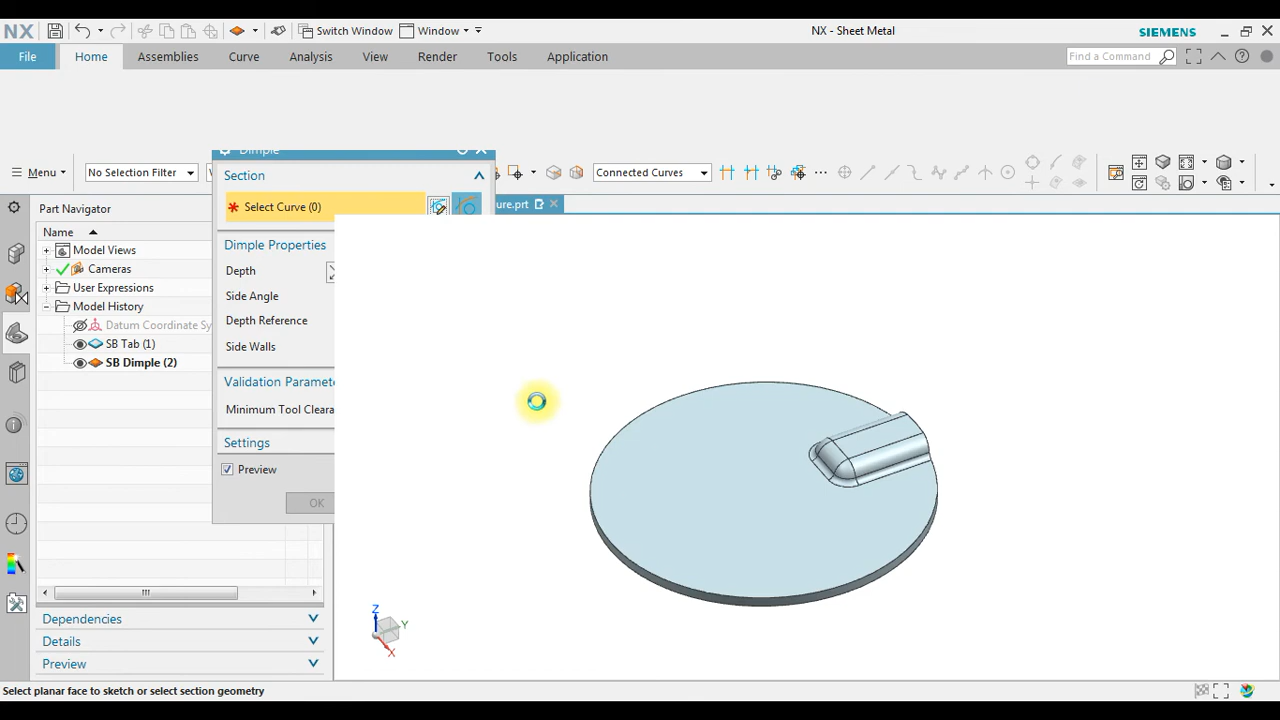 NX
Switch Window
Window
NX - Sheet Metal
SIEMENS
File
Home
Assemblies
Curve
Analysis
View
Render
Tools
Application
Find a Command
Menu
No Selection Filter
Connected Curves
Dimple
Section
Select Curve (0)
ure.prt
Part Navigator
Name
Model Views
Cameras
User Expressions
Model History
Datum Coordinate Sy
SB Tab (1)
SB Dimple (2)
Dimple Properties
Depth
Side Angle
Depth Reference
Side Walls
Validation Parameter
Minimum Tool Cleara
Settings
Preview
OK
Z
Y
X
Dependencies
Details
Preview
Select planar face to sketch or select section geometry